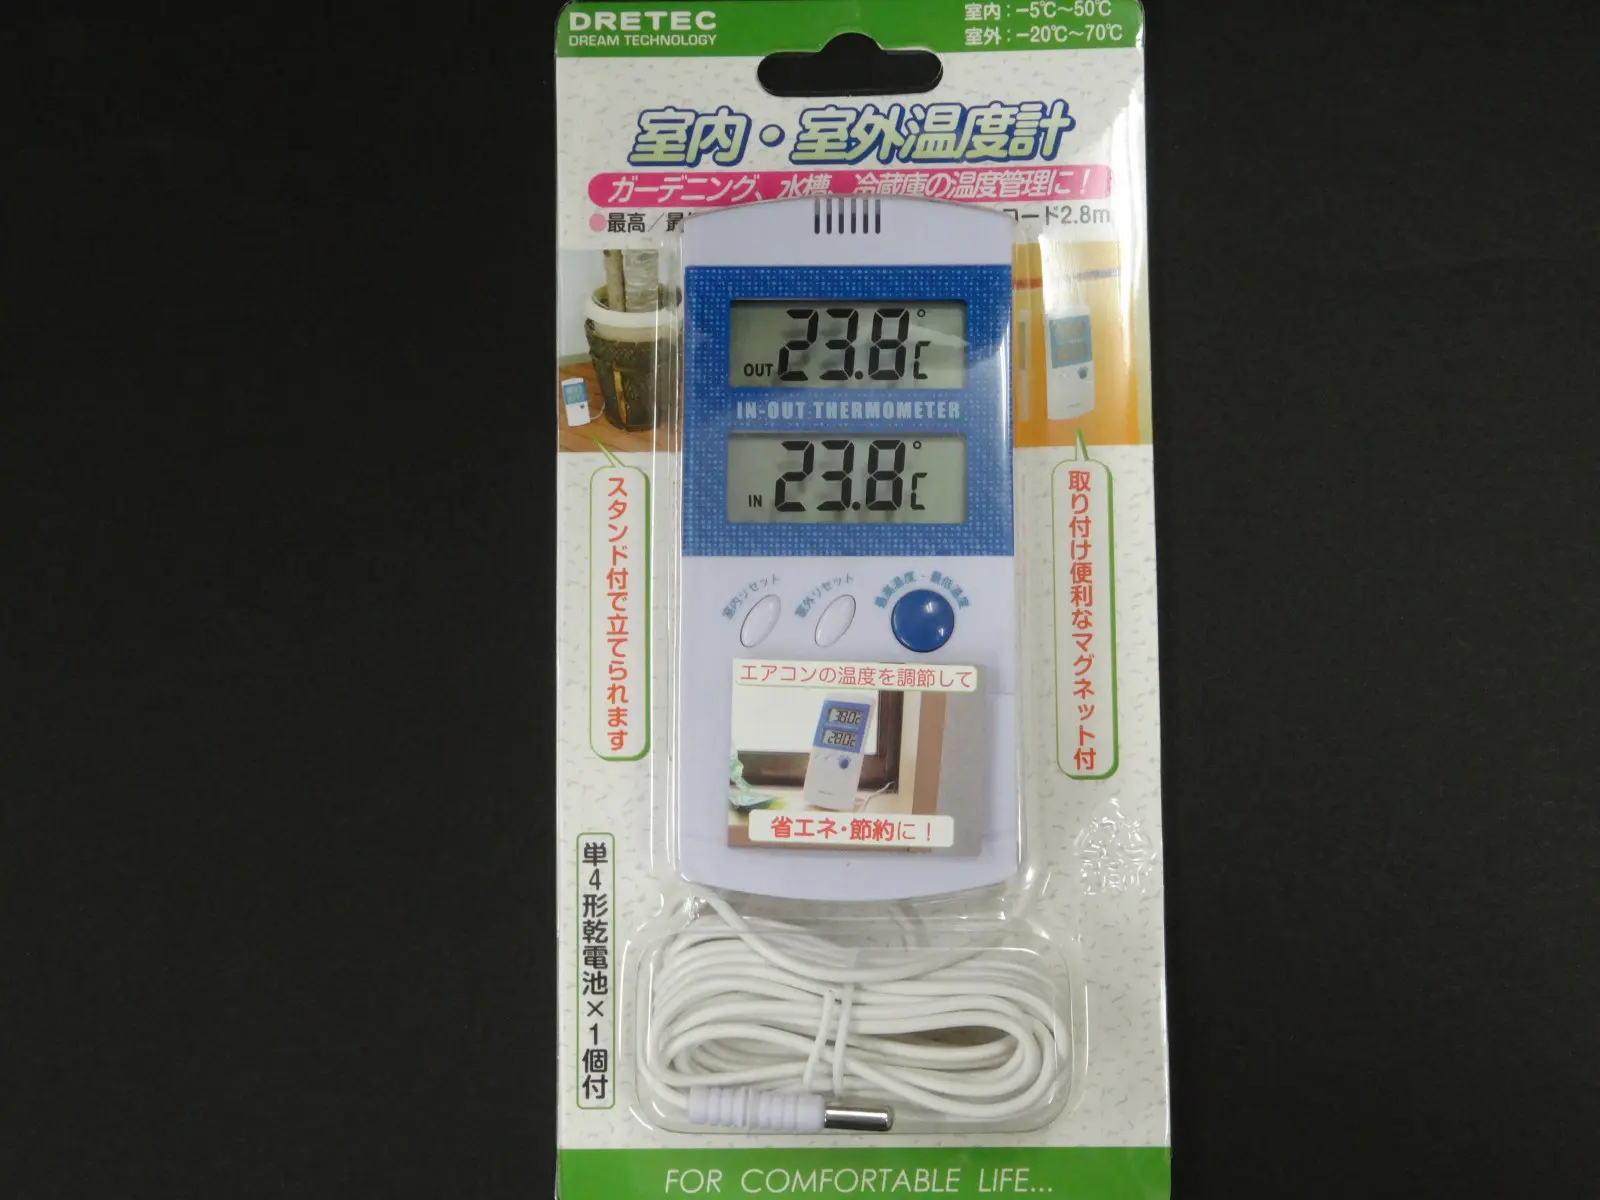 DRETEC
DREAM TECHNOLOGY
室内：−5℃～50℃
室外：−20℃～70℃
室内・室外温度計
ガーデニング、水槽、冷蔵庫の温度管理に！
●最高／最
コード2.8m
OUT 23.8℃
IN-OUT THERMOMETER
IN 23.8℃
スタンド付で立てられます
取り付け便利なマグネット付
室内リセット
室外リセット
最高温度・最低温度
エアコンの温度を調節して
28.0℃
省エネ・節約に！
単4形乾電池×1個付
FOR COMFORTABLE LIFE...